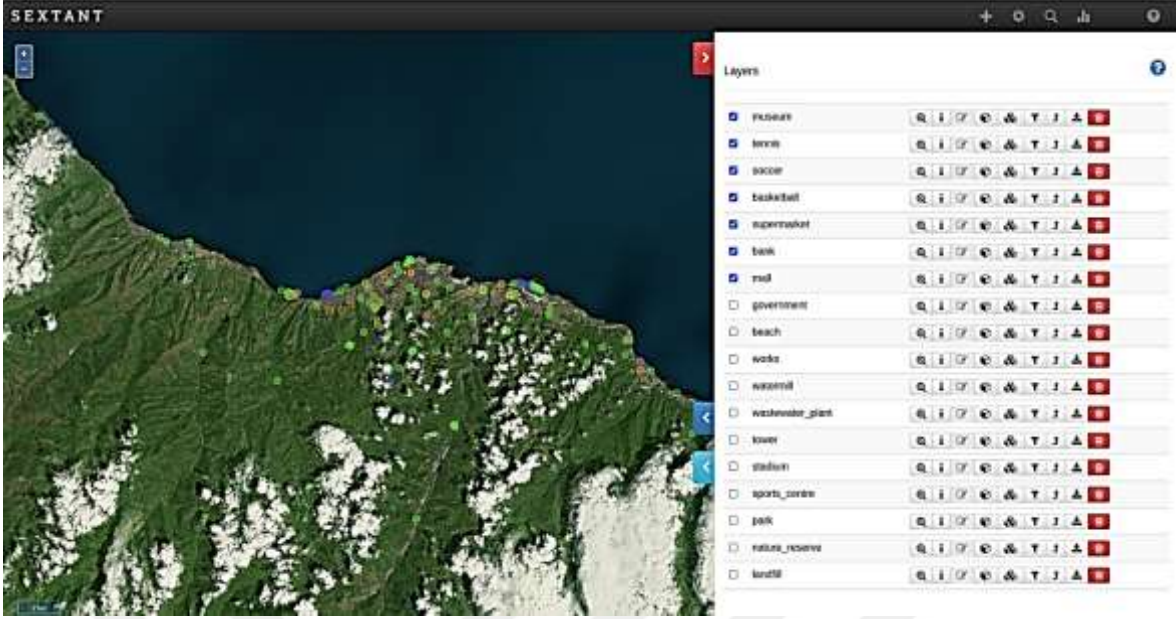 SEXTANT
Layers
museum
tennis
soccer
basketball
supermarket
bank
mall
government
beach
works
watermill
wastewater_plant
tower
stadium
sports_centre
park
nature_reserve
landfill